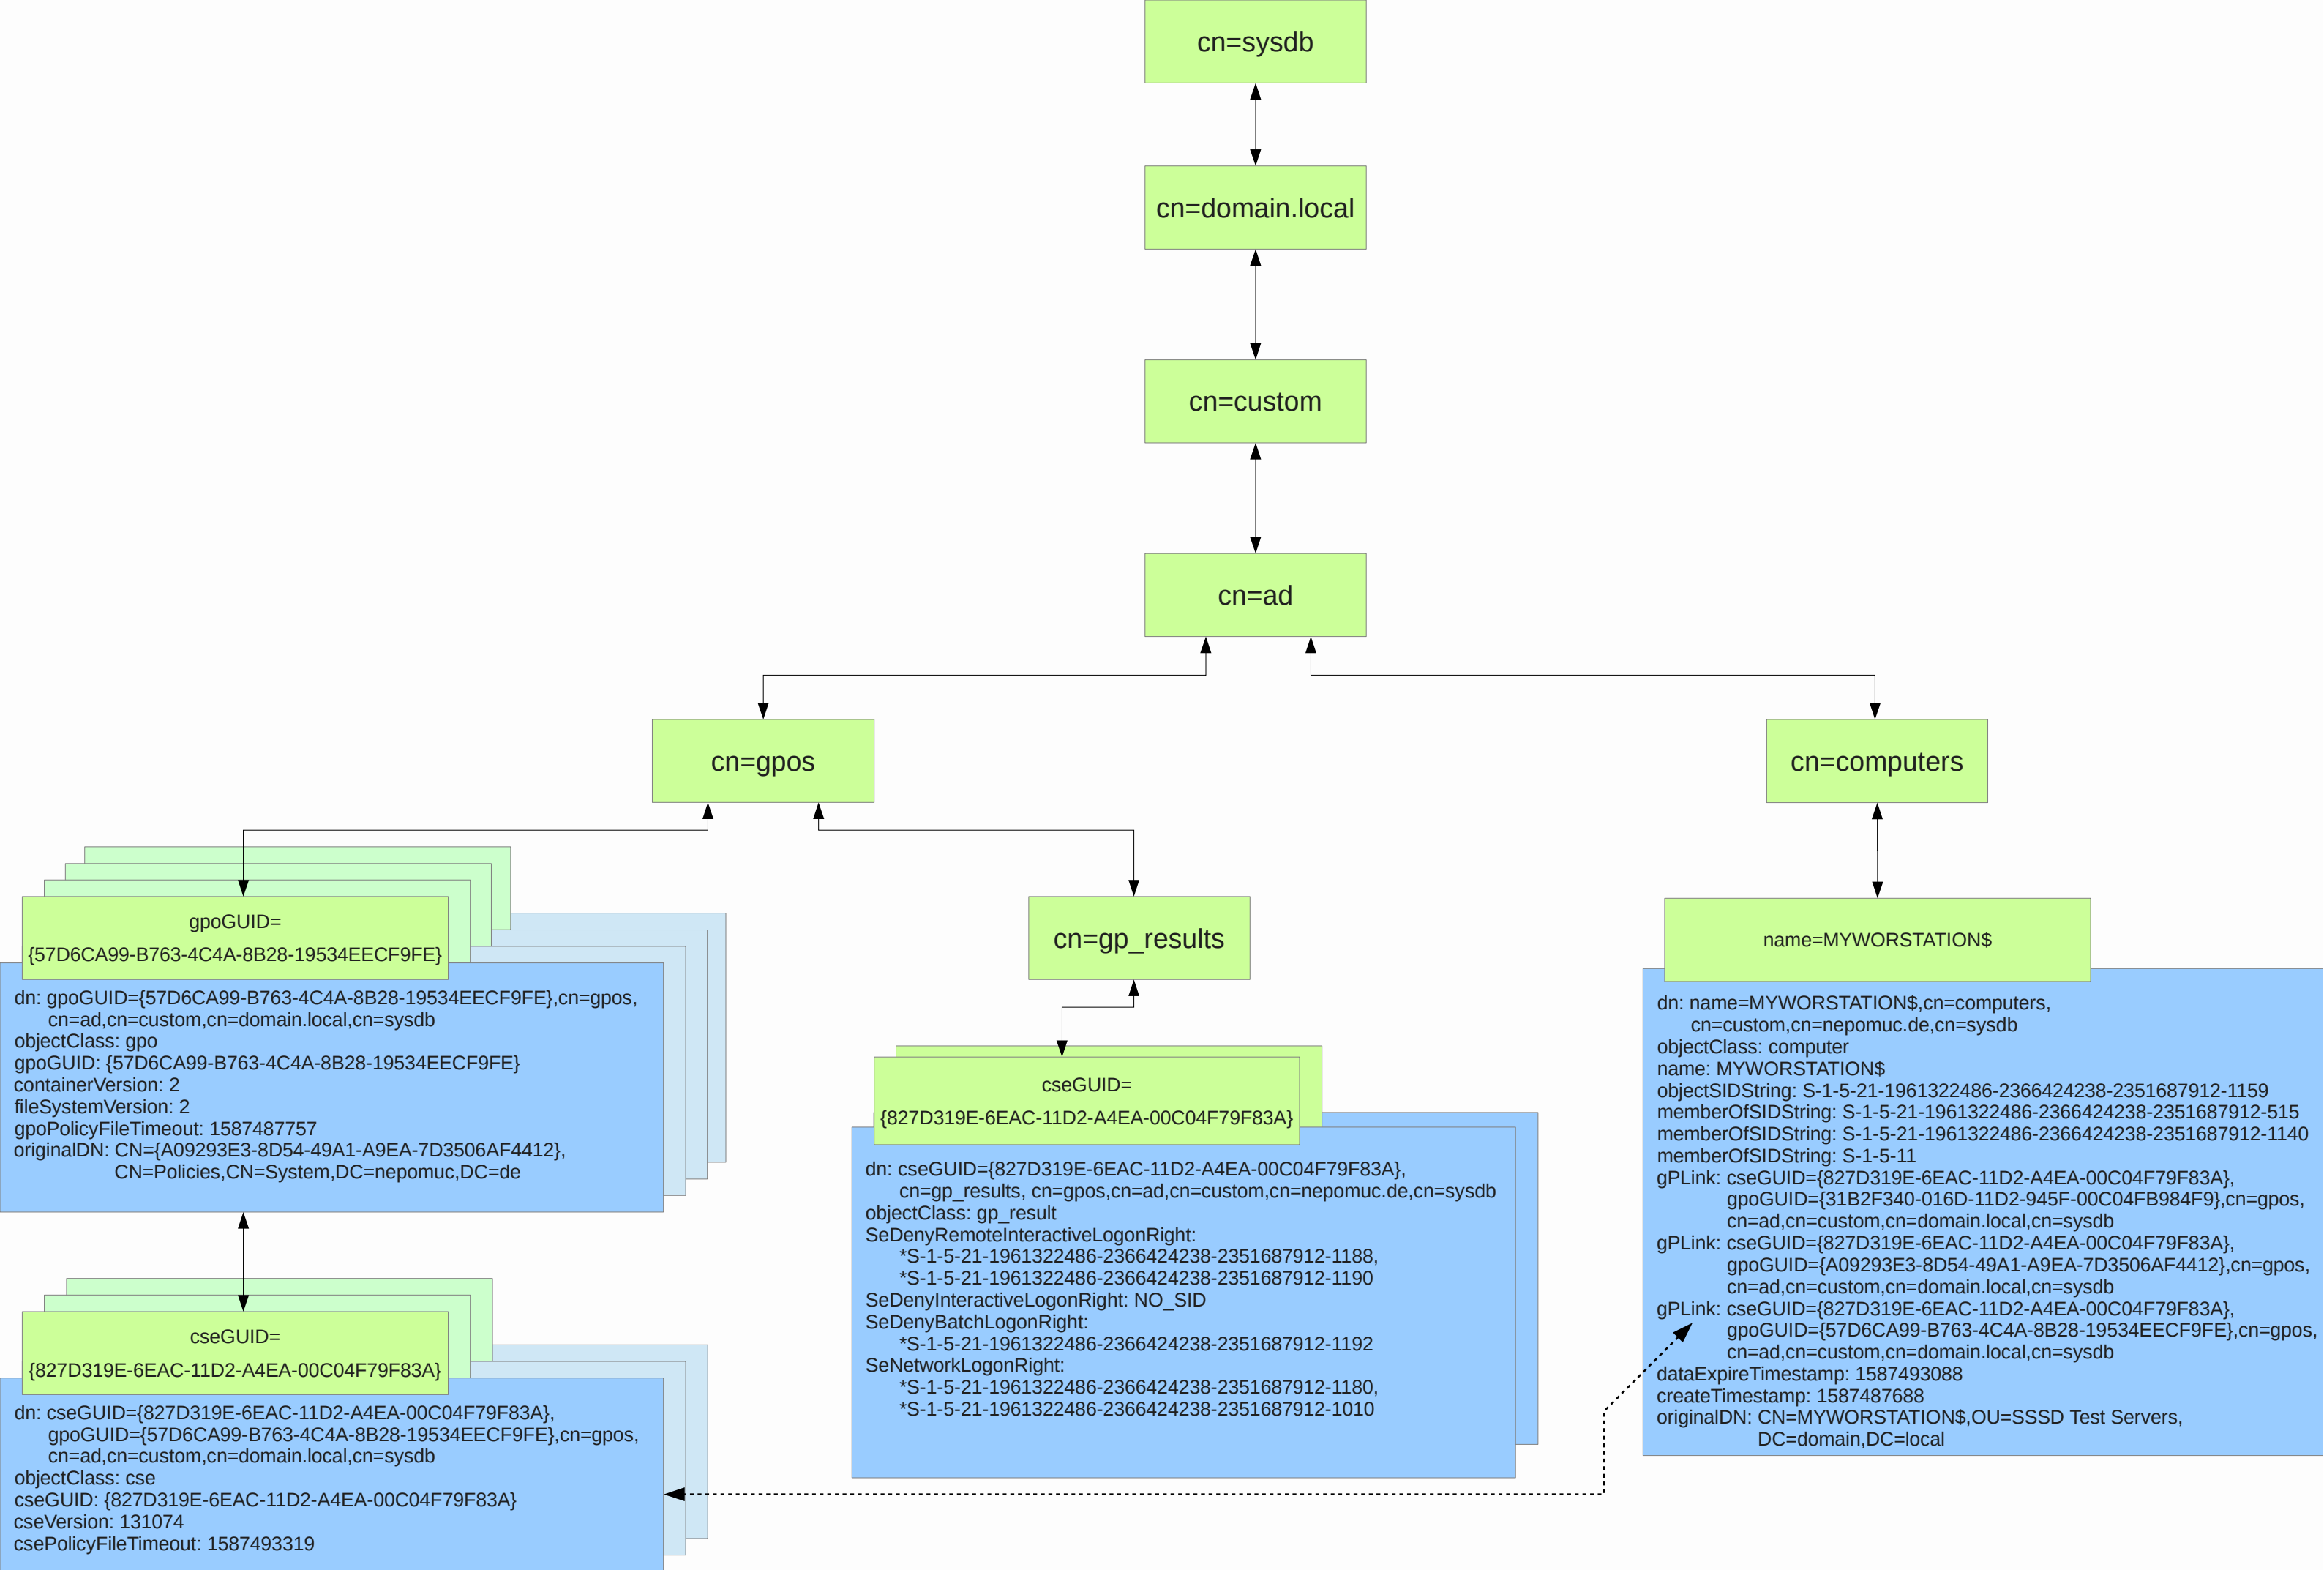 cn=sysdb
cn=domain.local
cn=custom
cn=ad
cn=gpos
cn=computers
gpoGUID=
{57D6CA99-B763-4C4A-8B28-19534EECF9FE}
dn: gpoGUID={57D6CA99-B763-4C4A-8B28-19534EECF9FE},cn=gpos,
cn=ad,cn=custom,cn=domain.local,cn=sysdb
objectClass: gpo
gpoGUID: {57D6CA99-B763-4C4A-8B28-19534EECF9FE}
containerVersion: 2
fileSystemVersion: 2
gpoPolicyFileTimeout: 1587487757
originalDN: CN={A09293E3-8D54-49A1-A9EA-7D3506AF4412},
CN=Policies,CN=System,DC=nepomuc,DC=de
cseGUID=
{827D319E-6EAC-11D2-A4EA-00C04F79F83A}
dn: cseGUID={827D319E-6EAC-11D2-A4EA-00C04F79F83A},
gpoGUID={57D6CA99-B763-4C4A-8B28-19534EECF9FE},cn=gpos,
cn=ad,cn=custom,cn=domain.local,cn=sysdb
objectClass: cse
cseGUID: {827D319E-6EAC-11D2-A4EA-00C04F79F83A}
cseVersion: 131074
csePolicyFileTimeout: 1587493319
cn=gp_results
cseGUID=
{827D319E-6EAC-11D2-A4EA-00C04F79F83A}
dn: cseGUID={827D319E-6EAC-11D2-A4EA-00C04F79F83A},
cn=gp_results, cn=gpos,cn=ad,cn=custom,cn=nepomuc.de,cn=sysdb
objectClass: gp_result
SeDenyRemoteInteractiveLogonRight:
*S-1-5-21-1961322486-2366424238-2351687912-1188,
*S-1-5-21-1961322486-2366424238-2351687912-1190
SeDenyInteractiveLogonRight: NO_SID
SeDenyBatchLogonRight:
*S-1-5-21-1961322486-2366424238-2351687912-1192
SeNetworkLogonRight:
*S-1-5-21-1961322486-2366424238-2351687912-1180,
*S-1-5-21-1961322486-2366424238-2351687912-1010
name=MYWORSTATION$
dn: name=MYWORSTATION$,cn=computers,
cn=custom,cn=nepomuc.de,cn=sysdb
objectClass: computer
name: MYWORSTATION$
objectSIDString: S-1-5-21-1961322486-2366424238-2351687912-1159
memberOfSIDString: S-1-5-21-1961322486-2366424238-2351687912-515
memberOfSIDString: S-1-5-21-1961322486-2366424238-2351687912-1140
memberOfSIDString: S-1-5-11
gPLink: cseGUID={827D319E-6EAC-11D2-A4EA-00C04F79F83A},
gpoGUID={31B2F340-016D-11D2-945F-00C04FB984F9},cn=gpos,
cn=ad,cn=custom,cn=domain.local,cn=sysdb
gPLink: cseGUID={827D319E-6EAC-11D2-A4EA-00C04F79F83A},
gpoGUID={A09293E3-8D54-49A1-A9EA-7D3506AF4412},cn=gpos,
cn=ad,cn=custom,cn=domain.local,cn=sysdb
gPLink: cseGUID={827D319E-6EAC-11D2-A4EA-00C04F79F83A},
gpoGUID={57D6CA99-B763-4C4A-8B28-19534EECF9FE},cn=gpos,
cn=ad,cn=custom,cn=domain.local,cn=sysdb
dataExpireTimestamp: 1587493088
createTimestamp: 1587487688
originalDN: CN=MYWORSTATION$,OU=SSSD Test Servers,
DC=domain,DC=local